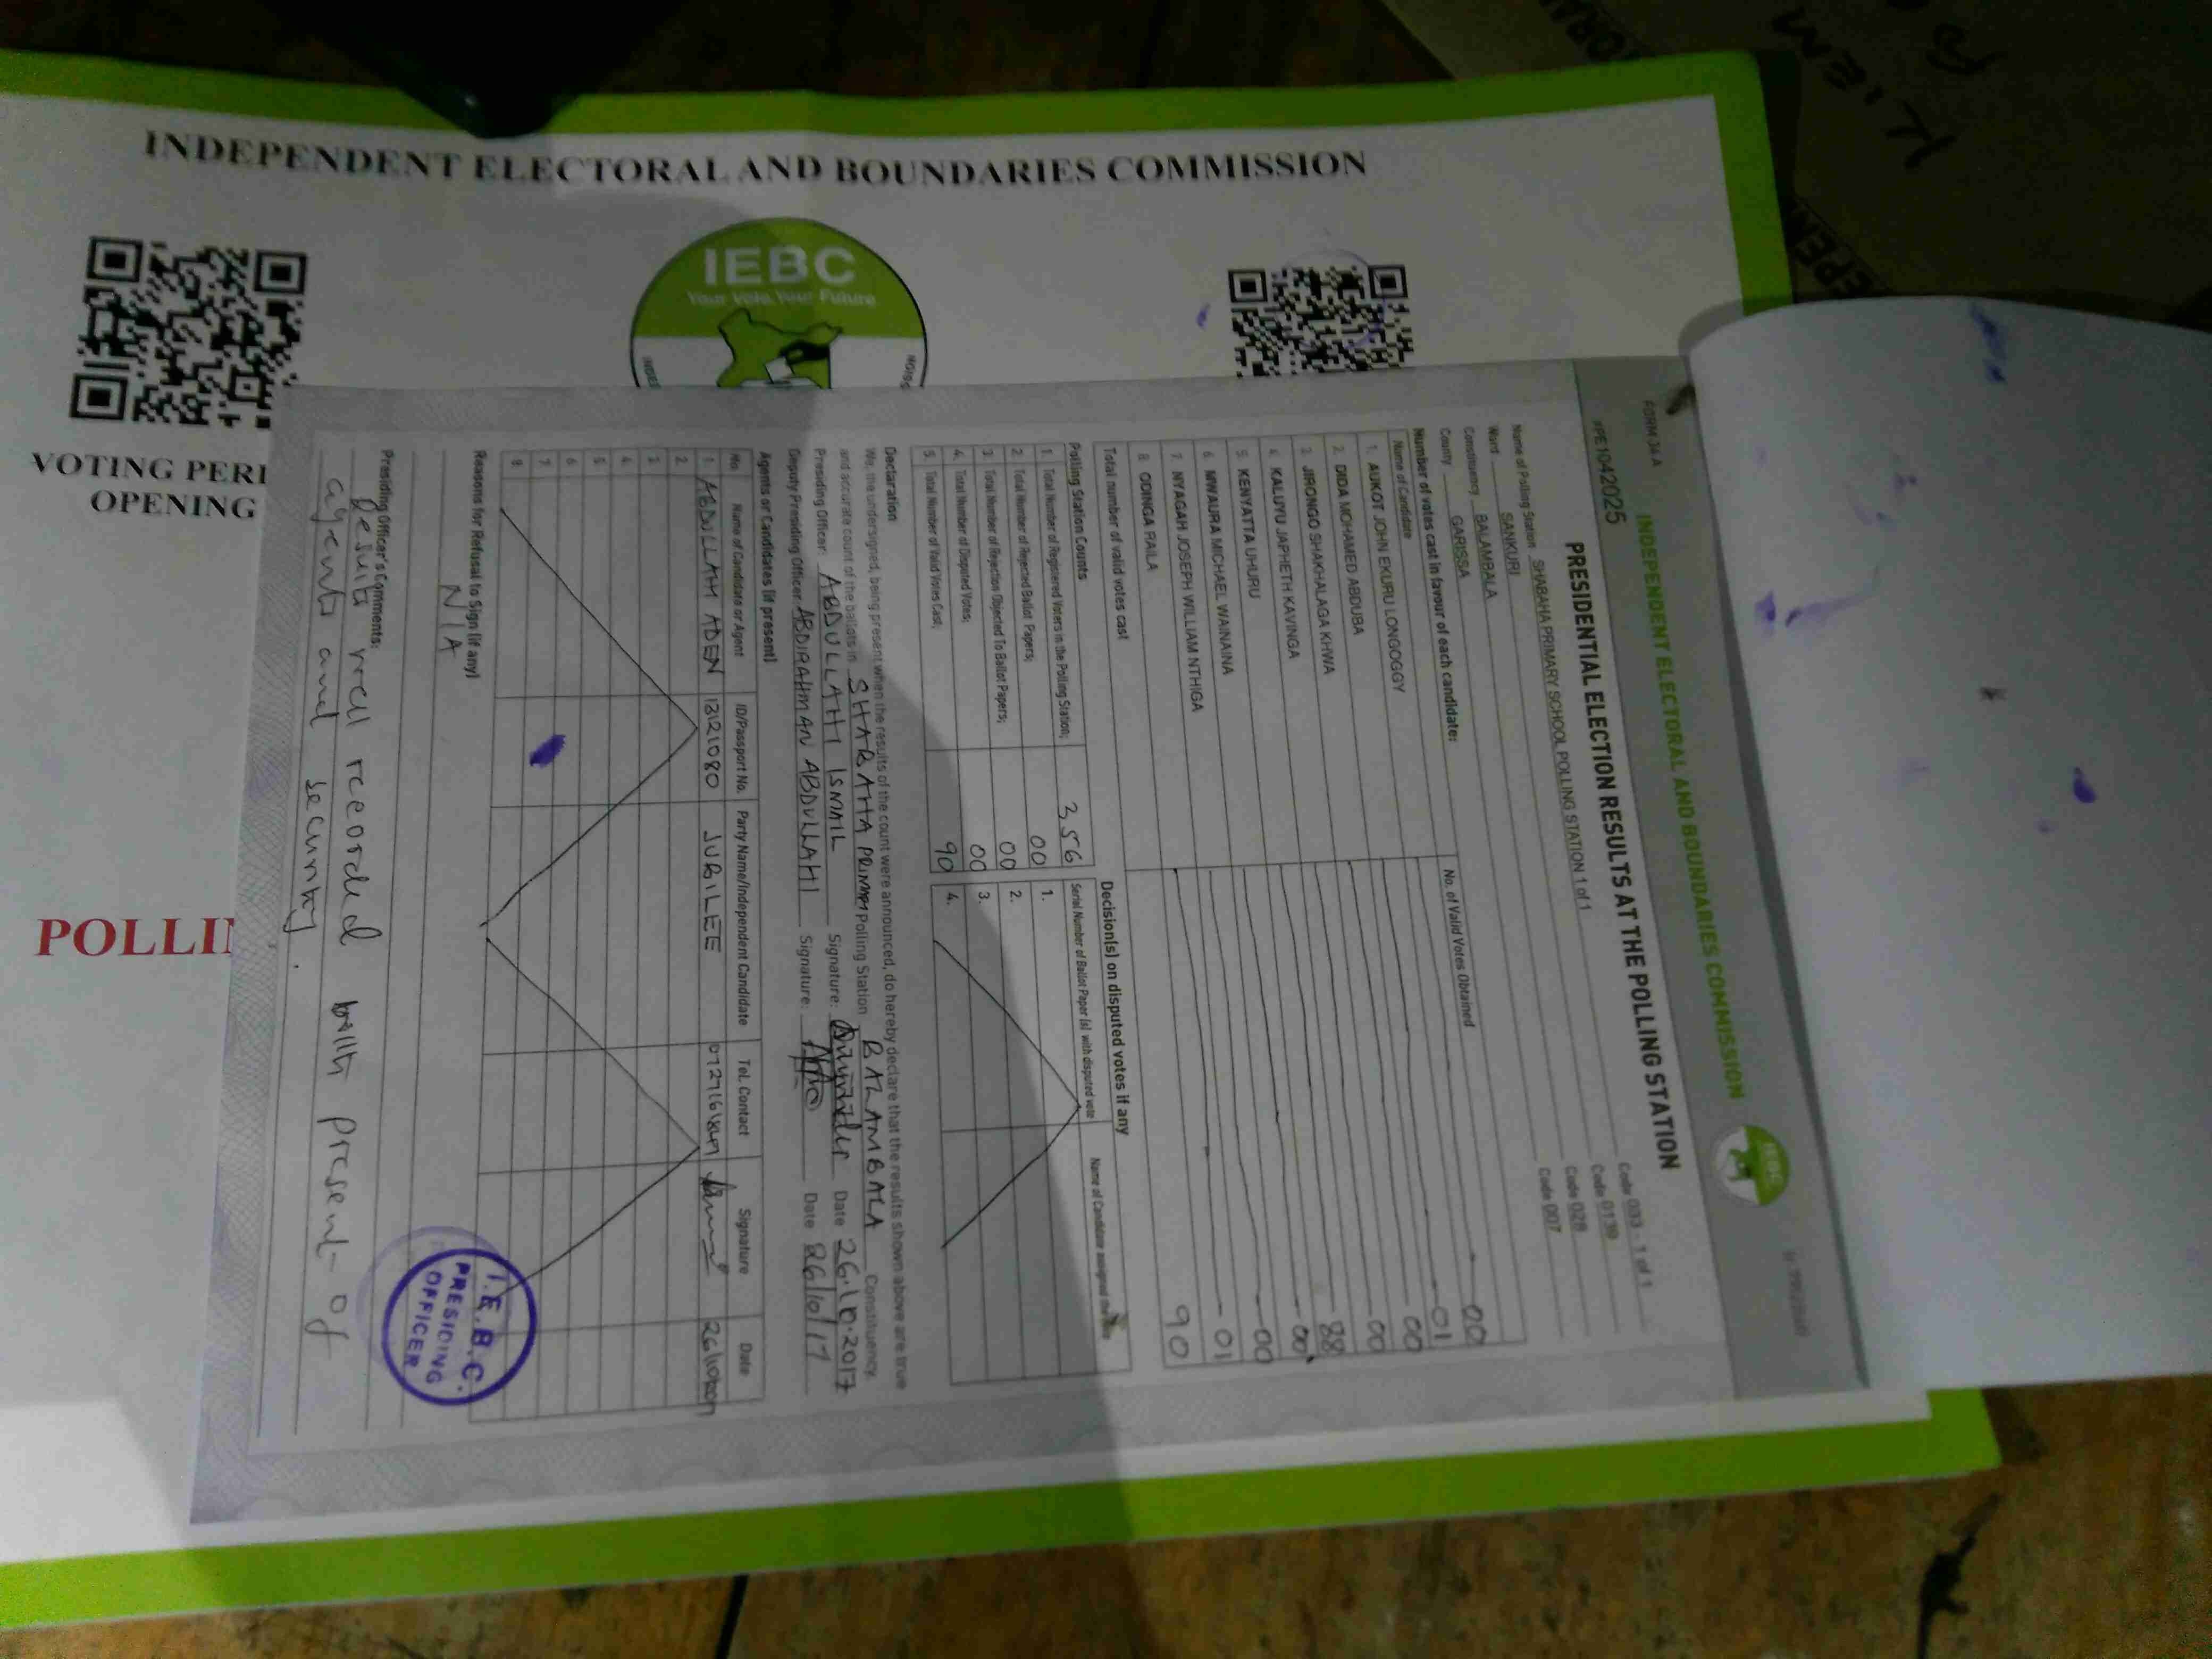 INDEPENDENT ELECTORAL AND BOUNDARIES COMMISSION
IEBC
Your Vote, Your Future
VOTING PERI
OPENING
POLLI
FORM 34 A
INDEPENDENT ELECTORAL AND BOUNDARIES COMMISSION
IEBC
#PE1042025
PRESIDENTIAL ELECTION RESULTS AT THE POLLING STATION
Name of Polling Station SHABAHA PRIMARY SCHOOL POLLING STATION 1 of 1 Code 033 - 1 of 1
Ward SANKURI Code 0139
Constituency BALAMBALA Code 028
County GARISSA Code 007
Number of votes cast in favour of each candidate:
Name of Candidate No. of Valid Votes Obtained
1. AUKOT JOHN EKURU LONGOGGY 00
2. DIDA MOHAMED ABDUBA 01
3. JIRONGO SHAKHALAGA KHWA 00
4. KALUYU JAPHETH KAVINGA 00
5. KENYATTA UHURU 88
6. MWAURA MICHAEL WAINAINA 00
7. NYAGAH JOSEPH WILLIAM NTHIGA 00
8. ODINGA RAILA 01
Total number of valid votes cast 90
Polling Station Counts
1. Total Number of Registered Voters in the Polling Station; 356
2. Total Number of Rejected Ballot Papers; 00
3. Total Number of Rejection Objected To Ballot Papers; 00
4. Total Number of Disputed Votes; 00
5. Total Number of Valid Votes Cast; 90
Decision(s) on disputed votes if any
Serial Number of Ballot Paper (s) with disputed vote Name of Candidate assigned the
1.
2.
3.
4.
Declaration
We, the undersigned, being present when the results of the count were announced, do hereby declare that the results shown above are true
and accurate count of the ballots in SHABAHA Polling Station BALAMBALA Constituency.
Presiding Officer: ABDULLAHI ISMAIL Signature: Date 26.10.2017
Deputy Presiding Officer ABDIRAHMAN ABDULLAHI Signature: Date 26/10/17
Agents or Candidates (if present)
No. Name of Candidate or Agent ID/Passport No. Party Name/Independent Candidate Tel. Contact Signature Date
1. ABDULLAHI ADEN 13121080 JUBILEE
2.
3.
4.
5.
6.
7.
8.
Reasons for Refusal to Sign (if any)
N/A
Presiding Officer's Comments:
Results well recorded with present of
agents and security.
I.E.B.C.
PRESIDING
OFFICER